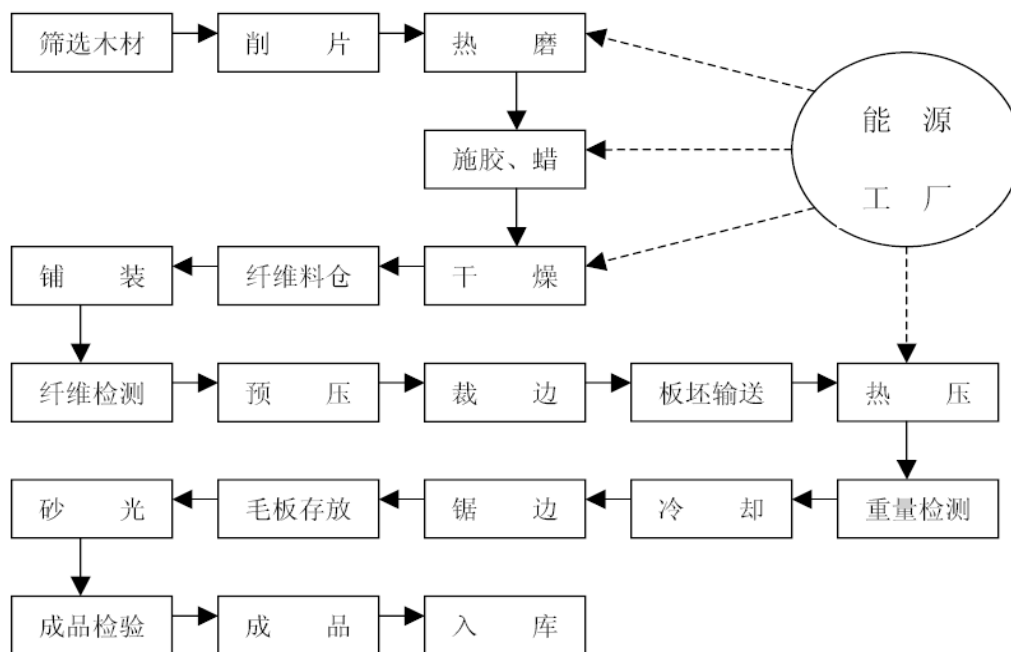 筛选木材
削 片
热 磨
能 源
工 厂
施胶、蜡
铺 装
纤维料仓
干 燥
纤维检测
预 压
裁 边
板坯输送
热 压
砂 光
毛板存放
锯 边
冷 却
重量检测
成品检验
成 品
入 库